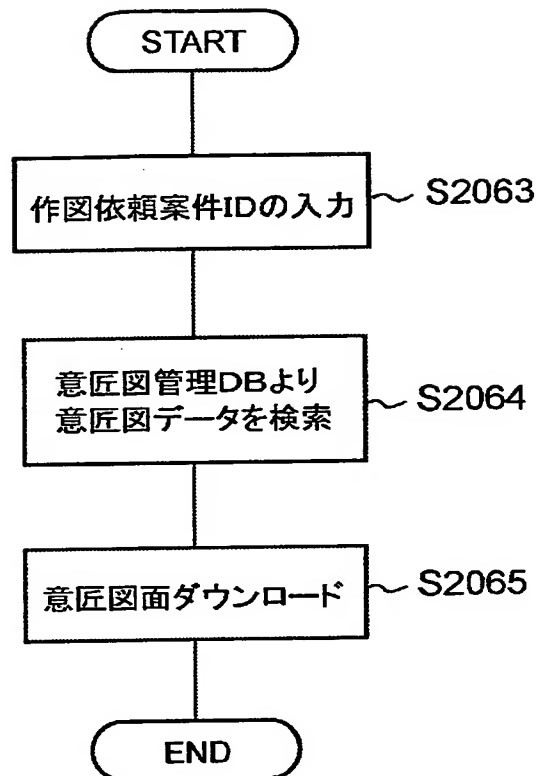 START
作図依頼案件IDの入力
S2063
意匠図管理DBより
意匠図データを検索
S2064
意匠図面ダウンロード
S2065
END